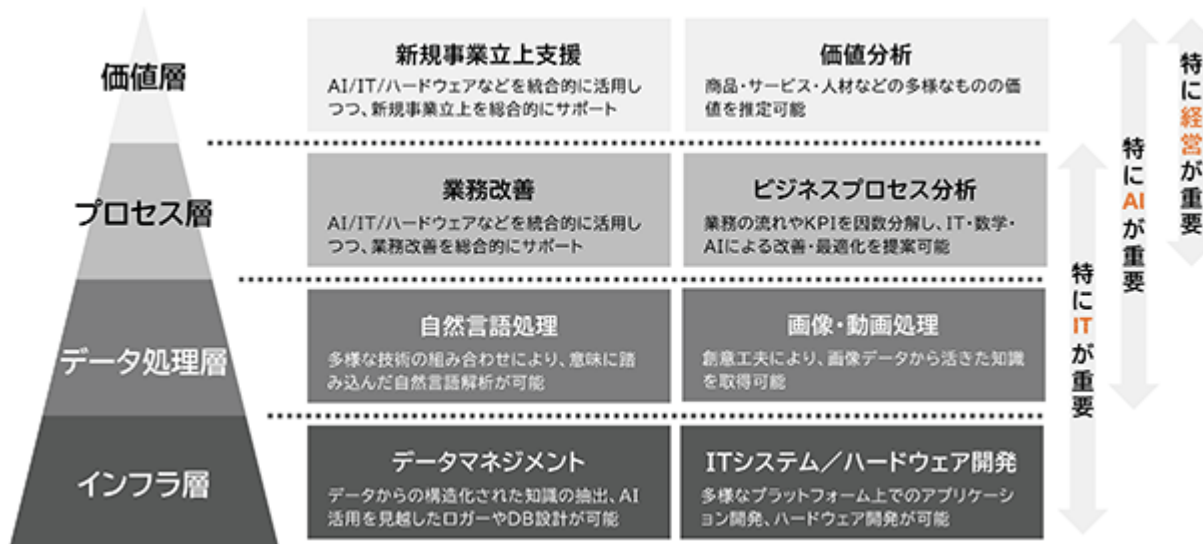 価値層
新規事業立上支援
AI/IT/ハードウェアなどを統合的に活用し
つつ、新規事業立上を総合的にサポート
価値分析
商品・サービス・人材などの多様なものの価
値を推定可能
プロセス層
業務改善
AI/IT/ハードウェアなどを統合的に活用し
つつ、業務改善を総合的にサポート
ビジネスプロセス分析
業務の流れやKPIを因数分解し、IT・数学・
AIによる改善・最適化を提案可能
データ処理層
自然言語処理
多様な技術の組み合わせにより、意味に踏
み込んだ自然言語解析が可能
画像・動画処理
創意工夫により、画像データから活きた知識
を取得可能
インフラ層
データマネジメント
データからの構造化された知識の抽出、AI
活用を見越したロガーやDB設計が可能
ITシステム／ハードウェア開発
多様なプラットフォーム上でのアプリケーシ
ョン開発、ハードウェア開発が可能
特にITが重要
特にAIが重要
特に経営が重要